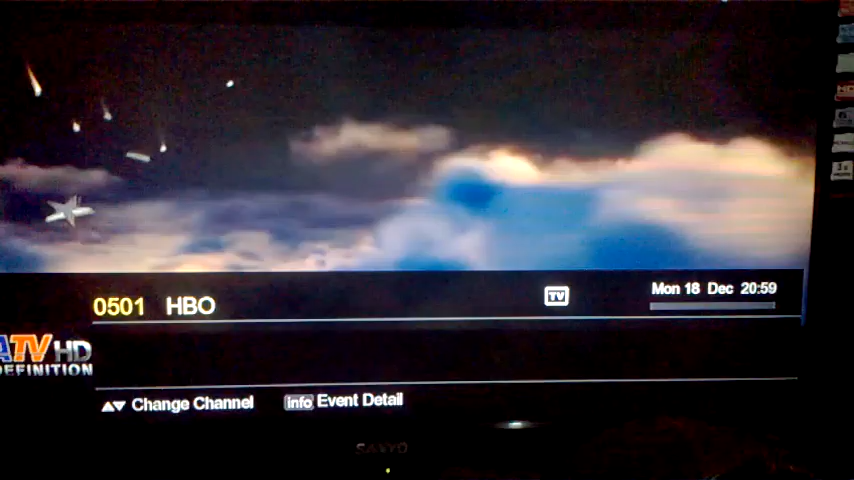 TV
Mon 18 Dec 20:59
0501 HBO
ATV HD
DEFINITION
Change Channel info Event Detail
SANYO